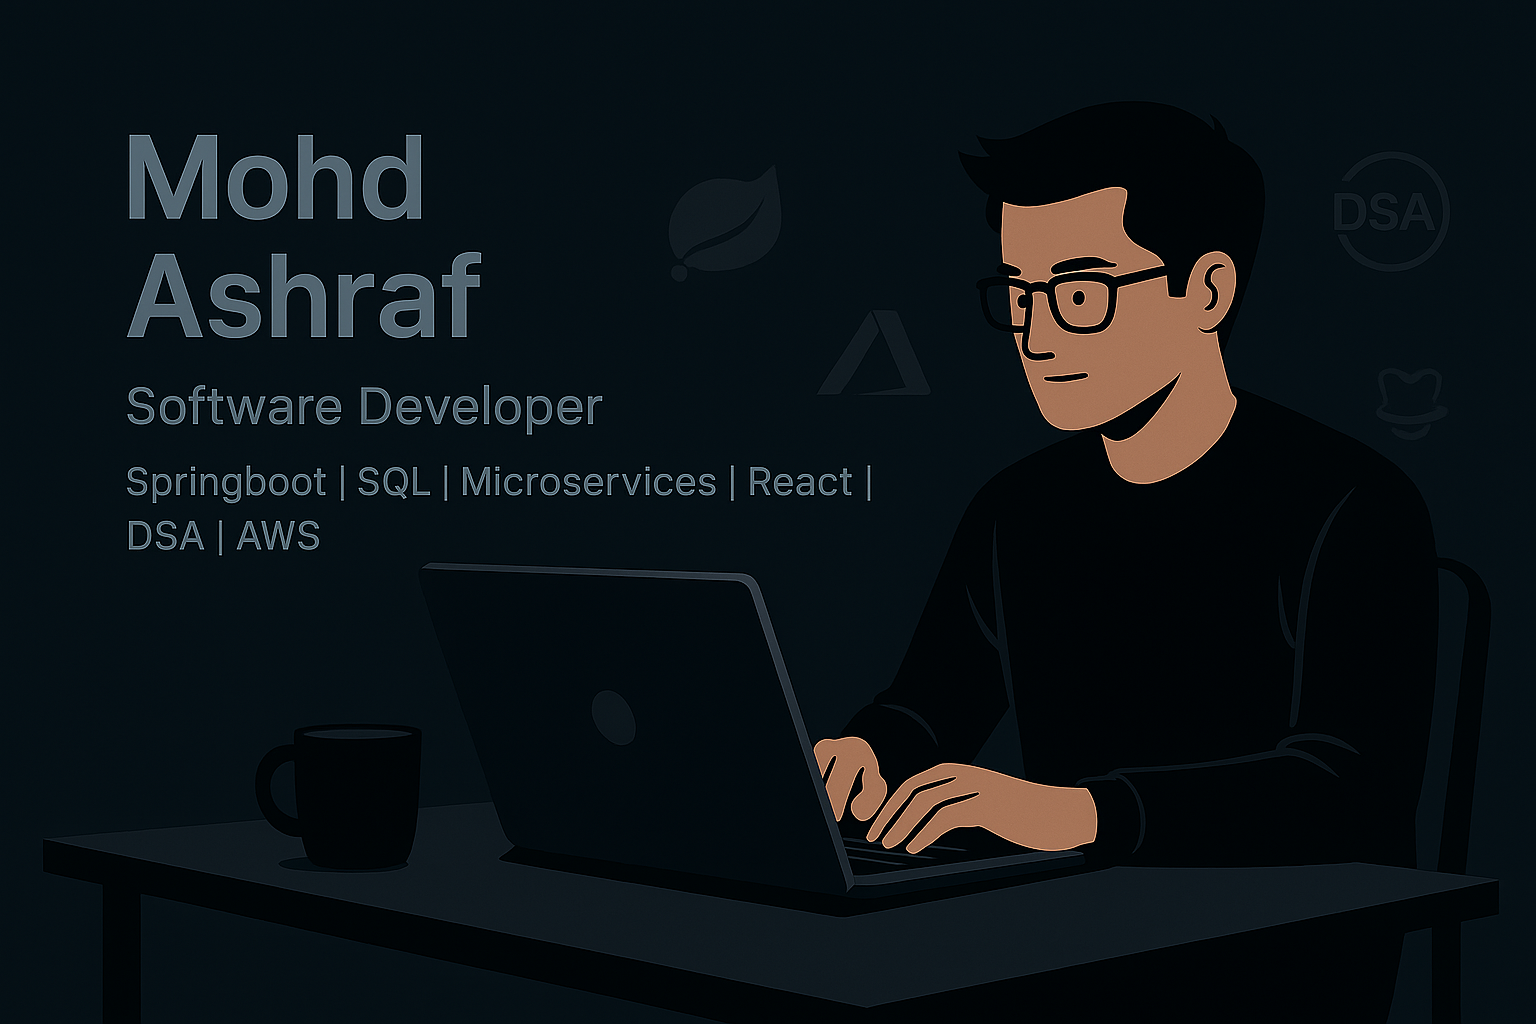 Mohd
Ashraf
Software Developer
Springboot | SQL | Microservices | React |
DSA | AWS
DSA